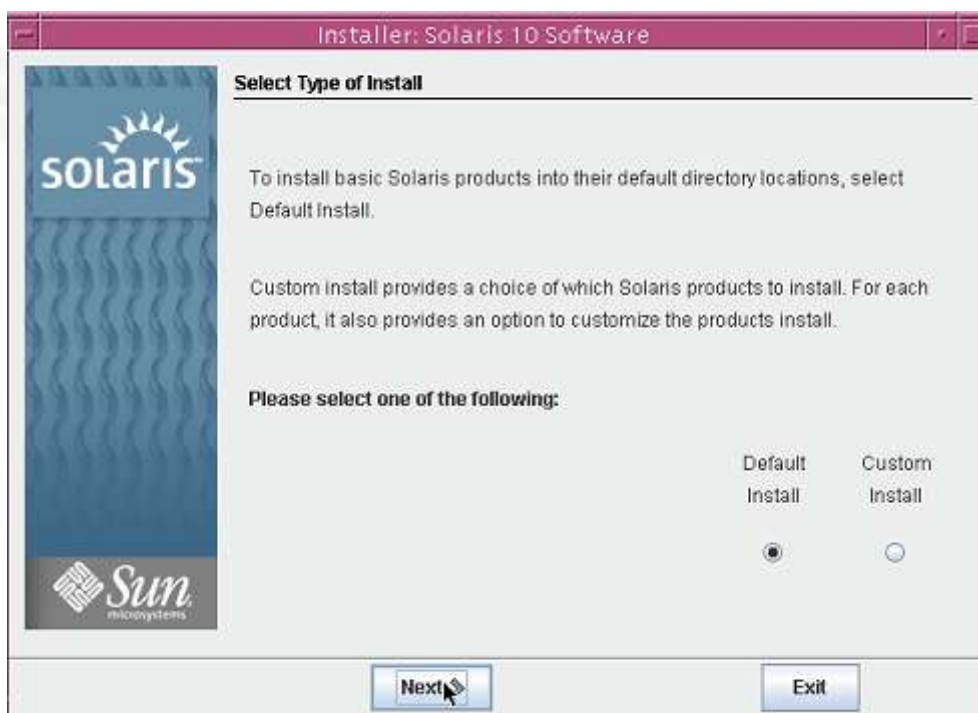 Installer: Solaris 10 Software
Select Type of Install
solaris
To install basic Solaris products into their default directory locations, select
Default Install.
Custom install provides a choice of which Solaris products to install. For each
product, it also provides an option to customize the products install.
Please select one of the following:
Default Custom
Install Install
Sun
microsystems
Next
Exit